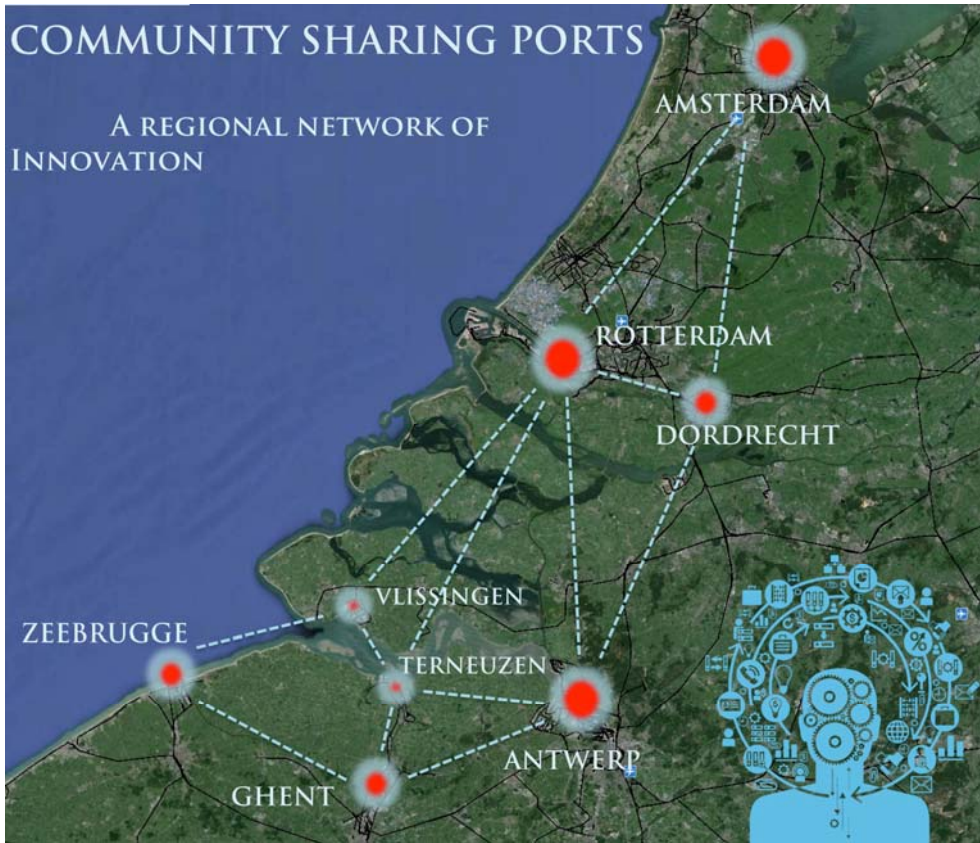 COMMUNITY SHARING PORTS
A REGIONAL NETWORK OF
INNOVATION
AMSTERDAM
ROTTERDAM
DORDRECHT
VLISSINGEN
ZEEBRUGGE
TERNEUZEN
ANTWERP
GHENT